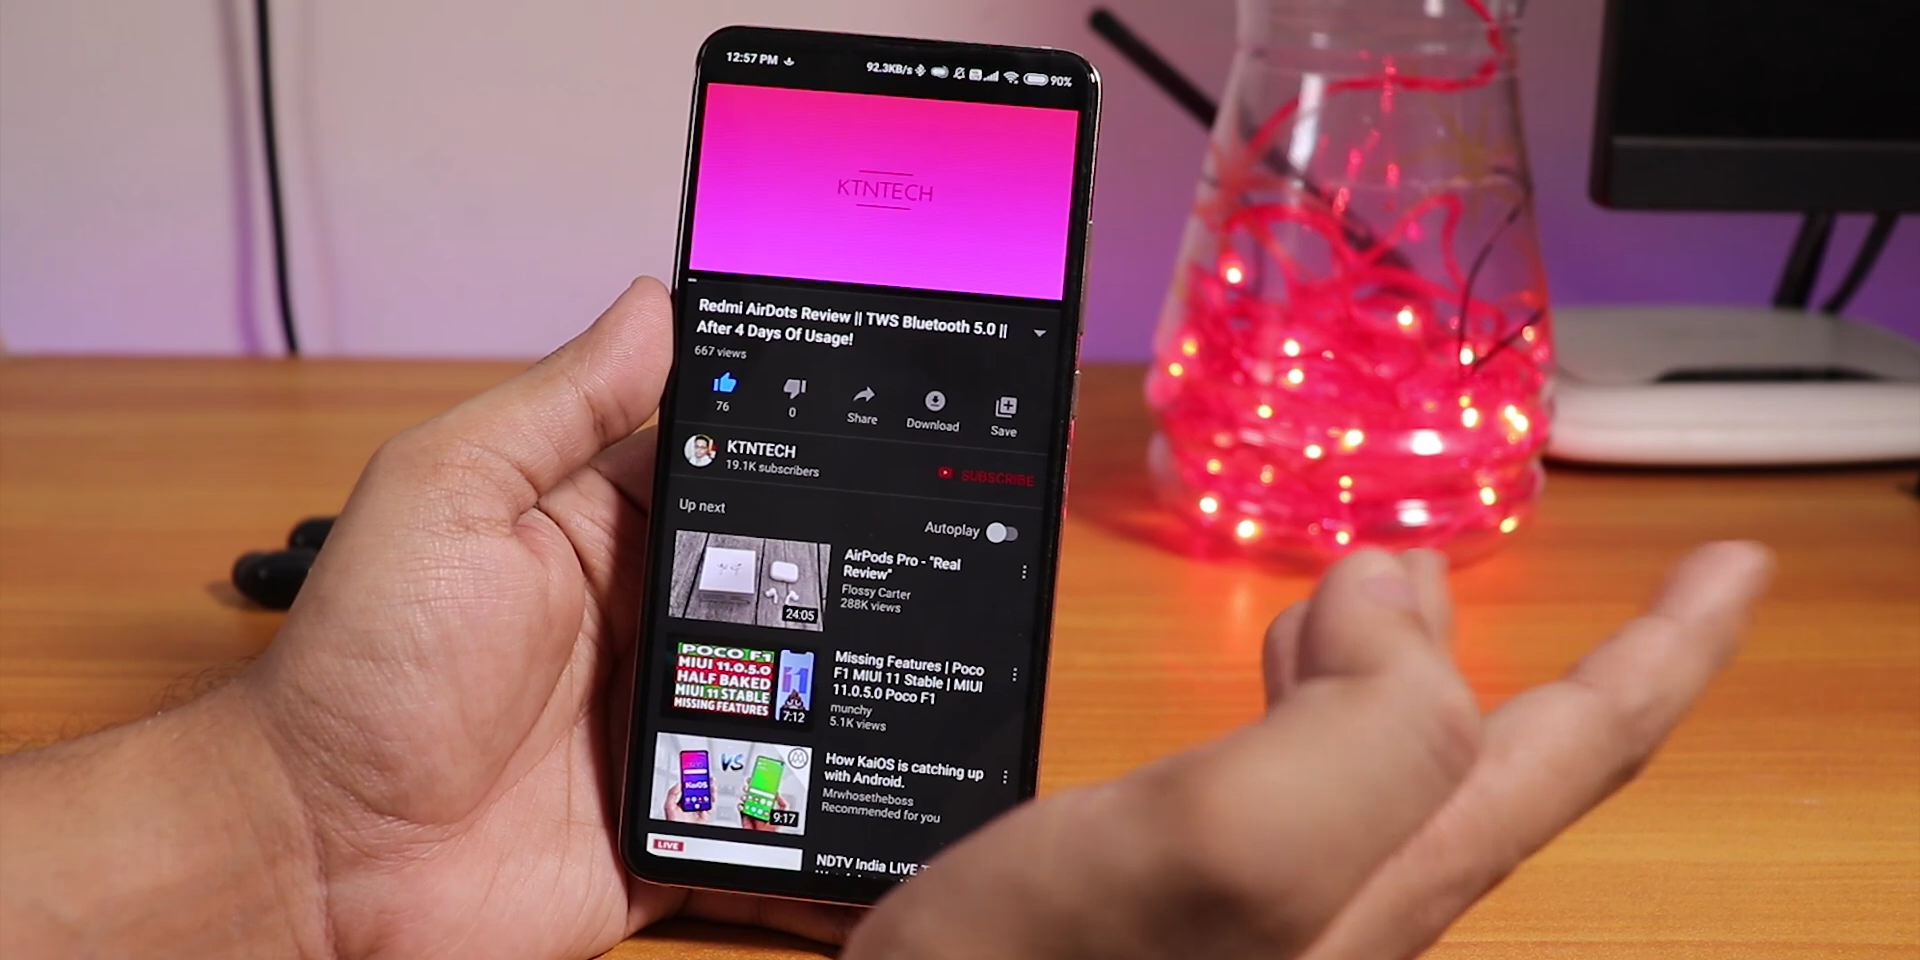 12:57 PM
92.3KB/s
90%
KTNTECH
Redmi AirDots Review || TWS Bluetooth 5.0 ||
After 4 Days Of Usage!
667 views
76
0
Share
Download
Save
KTNTECH
19.1K subscribers
SUBSCRIBE
Up next
Autoplay
24:05
AirPods Pro - "Real
Review"
Flossy Carter
288K views
POCO F1
MIUI 11.0.5.0
HALF BAKED
MIUI 11 STABLE
MISSING FEATURES
11
7:12
Missing Features | Poco
F1 MIUI 11 Stable | MIUI
11.0.5.0 Poco F1
munchy
5.1K views
VS
KaiOS
9:17
How KaiOS is catching up
with Android.
Mrwhosetheboss
Recommended for you
LIVE
NDTV India LIVE